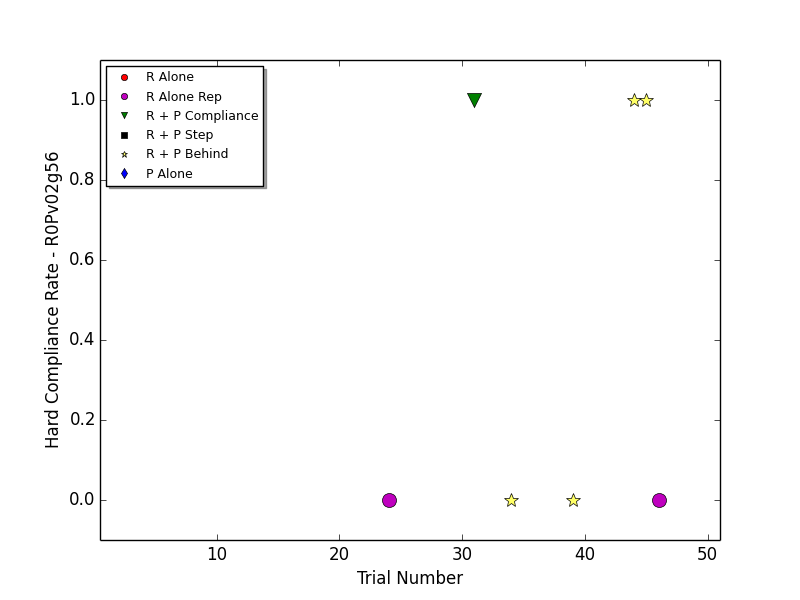 R Alone
R Alone Rep
R + P Compliance
R + P Step
R + P Behind
P Alone
Hard Compliance Rate - R0Pv02g56
1.0
0.8
0.6
0.4
0.2
0.0
10 20 30 40 50
Trial Number